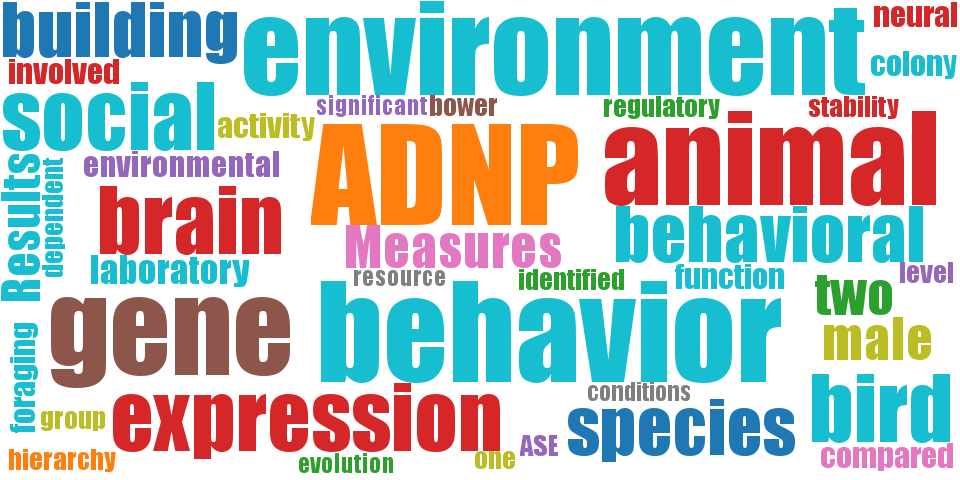 building
environment
neural
involved
colony
social
activity
significant
bower
regulatory
stability
ADNP
animal
environmental
Results
dependent
brain
Measures
behavioral
laboratory
resource
identified
function
level
gene
behavior
two
male
foraging
group
expression
conditions
species
bird
hierarchy
evolution
one
ASE
compared